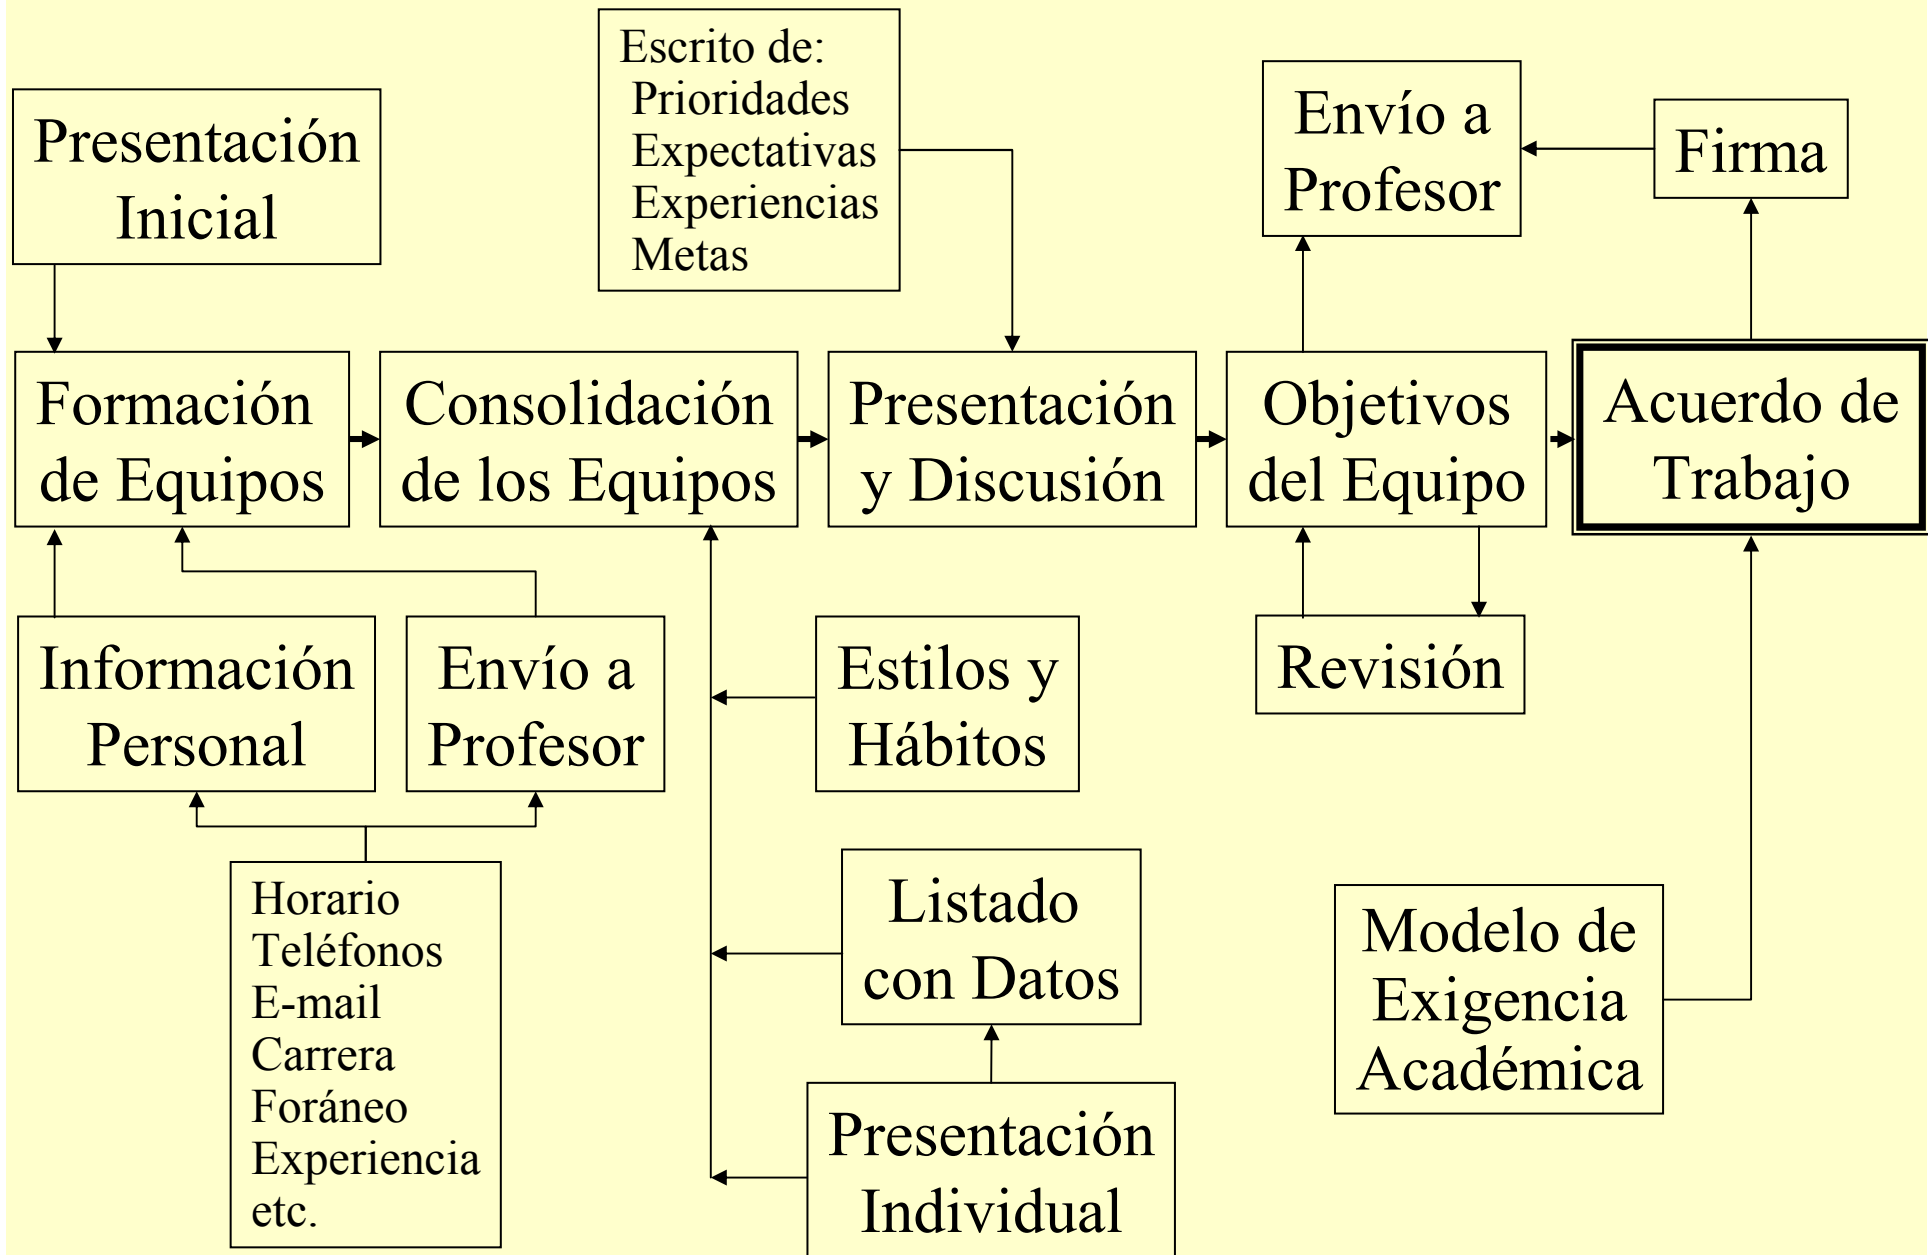 Presentación
Inicial
Escrito de:
Prioridades
Expectativas
Experiencias
Metas
Envío a
Profesor
Firma
Formación
de Equipos
Consolidación
de los Equipos
Presentación
y Discusión
Objetivos
del Equipo
Acuerdo de
Trabajo
Información
Personal
Envío a
Profesor
Estilos y
Hábitos
Revisión
Horario
Teléfonos
E-mail
Carrera
Foráneo
Experiencia
etc.
Listado
con Datos
Modelo de
Exigencia
Académica
Presentación
Individual